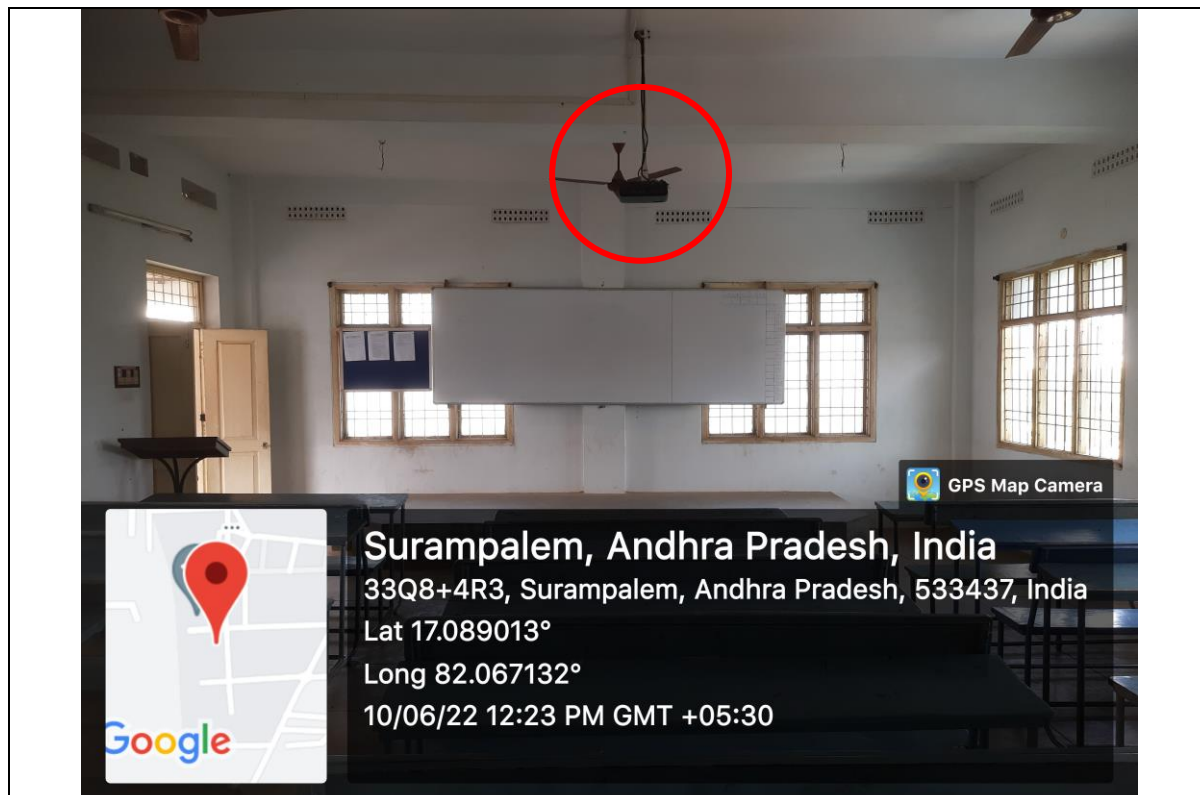 GPS Map Camera
Surampalem, Andhra Pradesh, India
33Q8+4R3, Surampalem, Andhra Pradesh, 533437, India
Lat 17.089013°
Long 82.067132°
10/06/22 12:23 PM GMT +05:30
Google